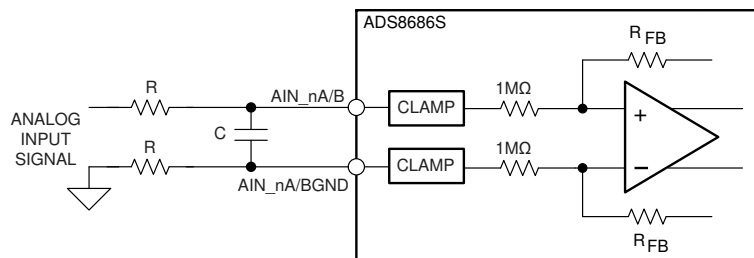 ADS8686S
R FB
R
AIN_nA/B
CLAMP
1MΩ
ANALOG
INPUT
SIGNAL
C
+
R
AIN_nA/BGND
CLAMP
1MΩ
−
R FB